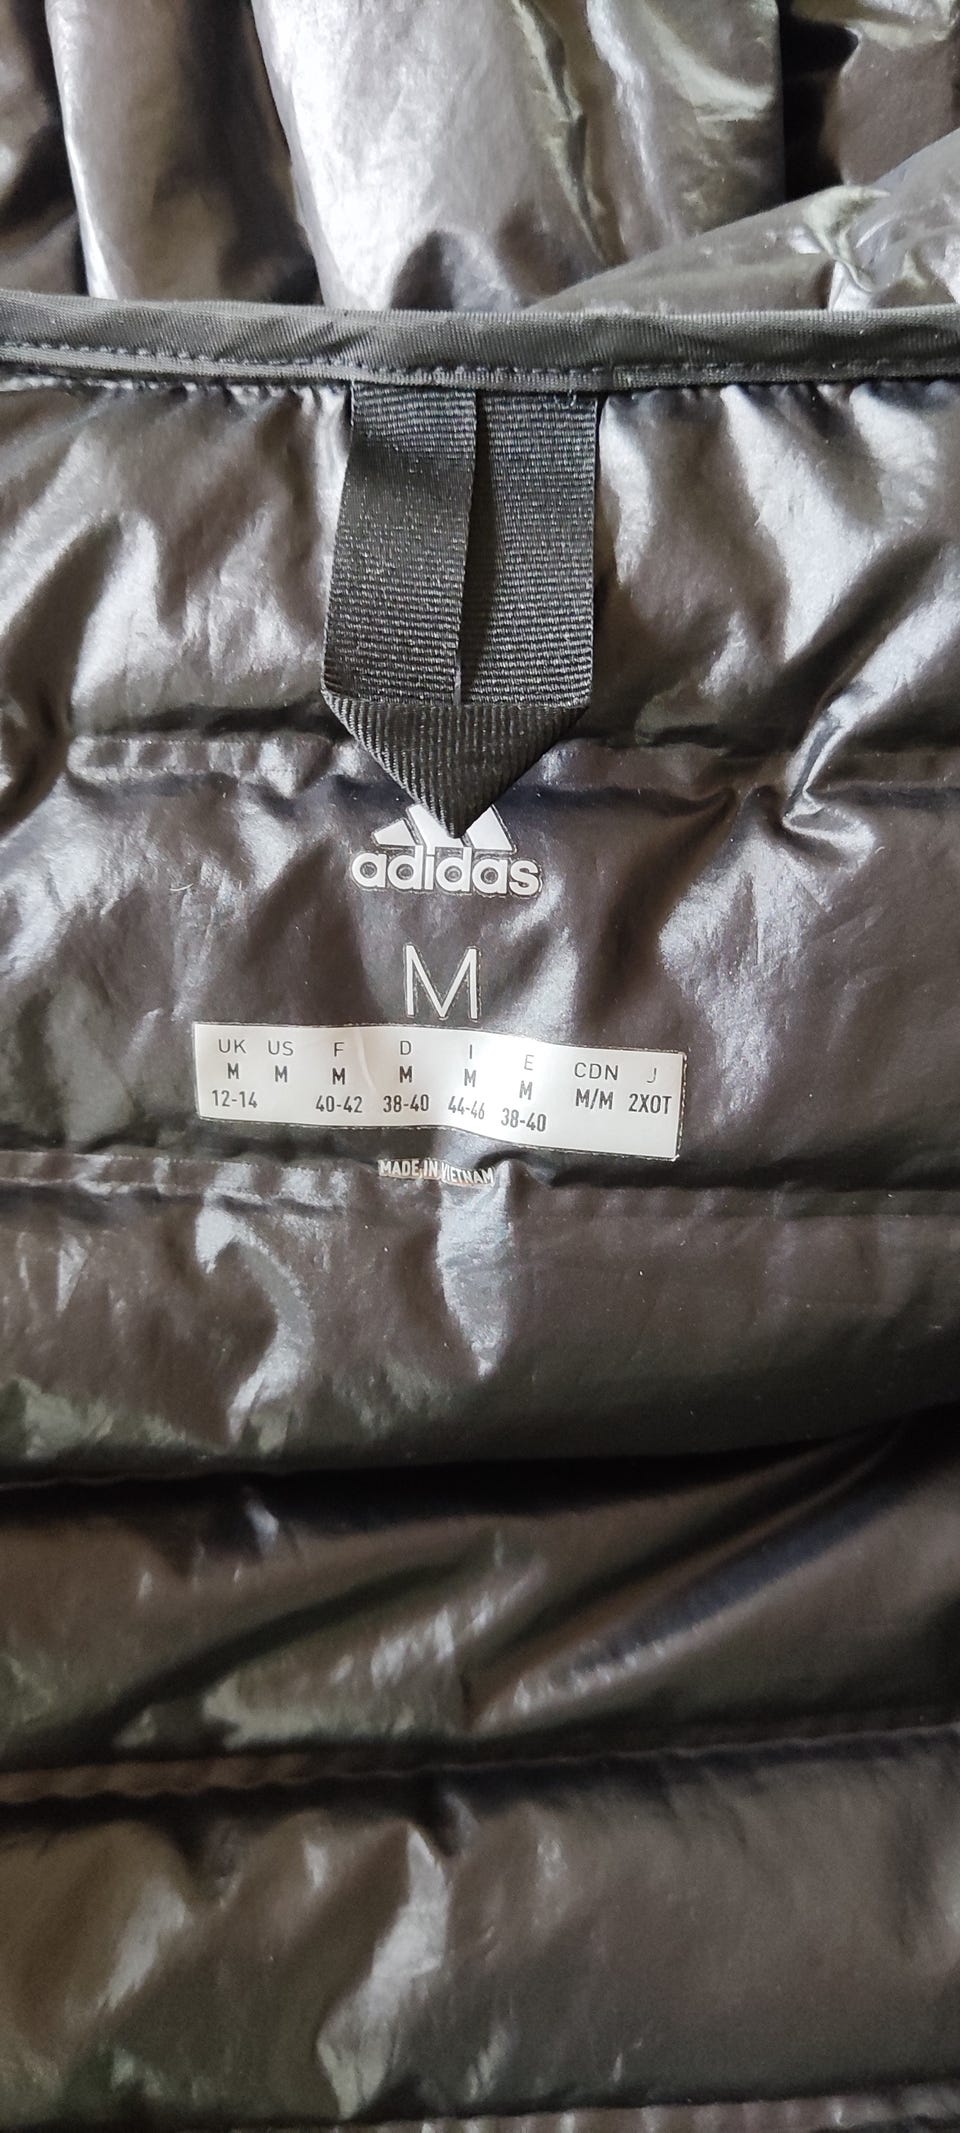 adidas
M
UK US F D I E CDN J
M M M M M M M/M 2XOT
12-14 40-42 38-40 44-46 38-40
MADE IN VIETNAM